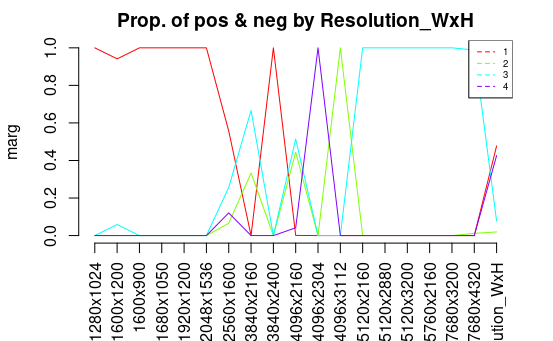 Prop. of pos & neg by Resolution_WxH
marg
0.0
0.2
0.4
0.6
0.8
1.0
1
2
3
4
1280x1024
1600x1200
1600x900
1680x1050
1920x1200
2048x1536
2560x1600
3840x2160
3840x2400
4096x2160
4096x2304
4096x3112
5120x2160
5120x2880
5120x3200
5760x2160
7680x3200
7680x4320
ution_WxH